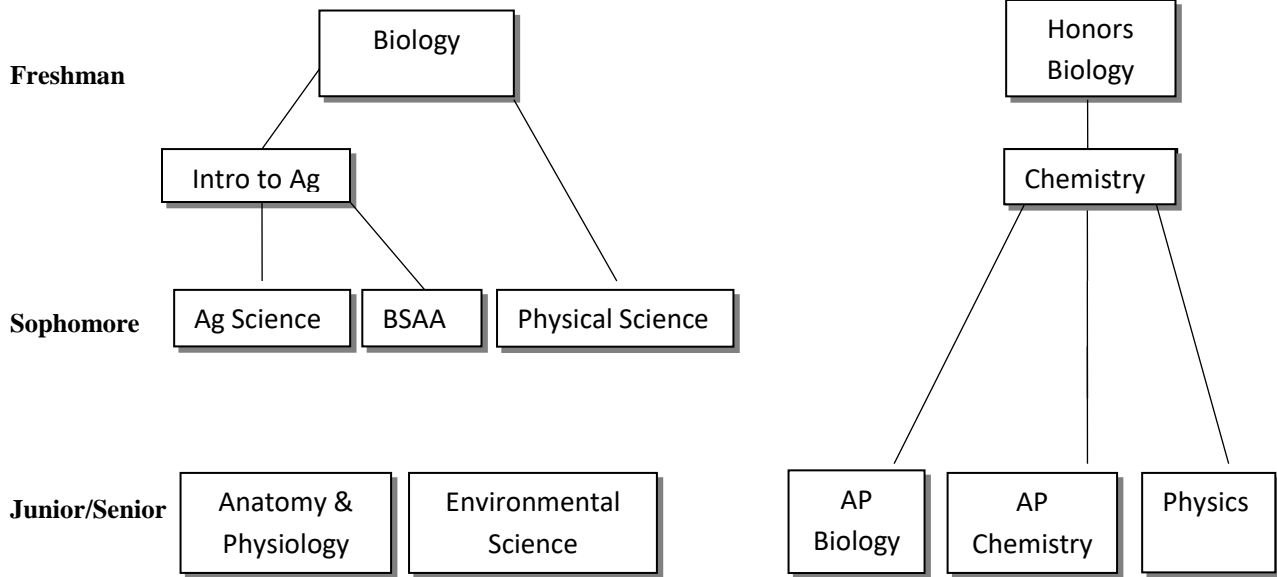 Biology
Honors
Biology
Freshman
Intro to Ag
Chemistry
Sophomore
Ag Science
BSAA
Physical Science
Junior/Senior
Anatomy &
Physiology
Environmental
Science
AP
Biology
AP
Chemistry
Physics